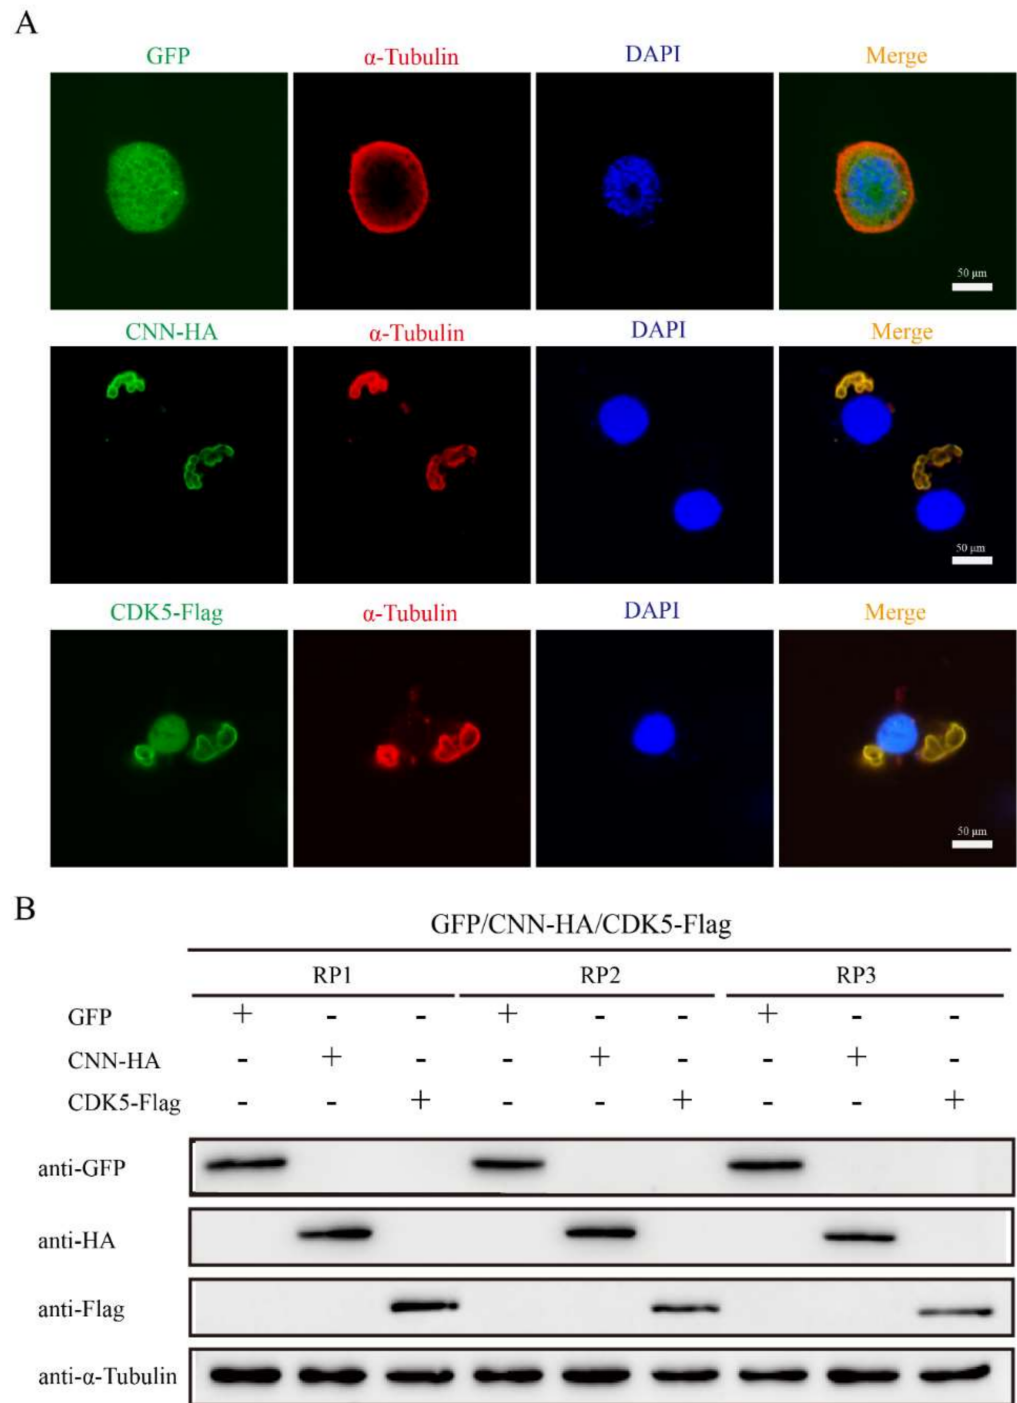 A
GFP α-Tubulin DAPI Merge
50 μm
CNN-HA α-Tubulin DAPI Merge
50 μm
CDK5-Flag α-Tubulin DAPI Merge
50 μm
B
GFP/CNN-HA/CDK5-Flag
RP1 RP2 RP3
GFP + - - + - - + - -
CNN-HA - + - - + - - + -
CDK5-Flag - - + - - + - - +
anti-GFP
anti-HA
anti-Flag
anti-α-Tubulin